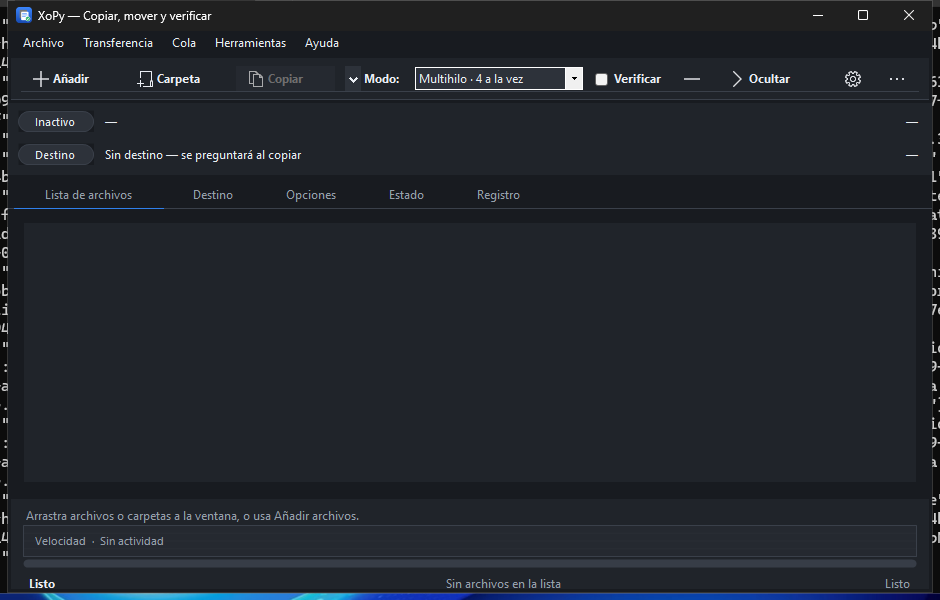 XoPy — Copiar, mover y verificar
Archivo Transferencia Cola Herramientas Ayuda
Añadir Carpeta Copiar Modo: Multihilo · 4 a la vez Verificar — Ocultar ...
Inactivo — —
Destino Sin destino — se preguntará al copiar —
Lista de archivos Destino Opciones Estado Registro
Arrastra archivos o carpetas a la ventana, o usa Añadir archivos.
Velocidad · Sin actividad
Listo Sin archivos en la lista Listo